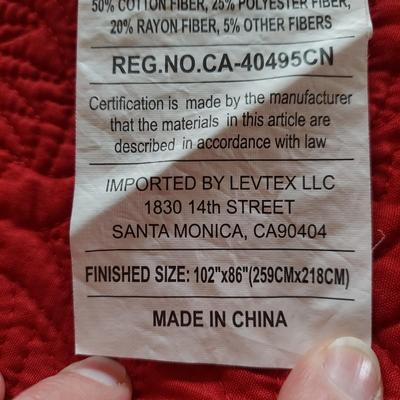 50% COTTON FIBER, 25% POLYESTER FIBER,
20% RAYON FIBER, 5% OTHER FIBERS
REG.NO.CA-40495CN
Certification is made by the manufacturer
that the materials in this article are
described in accordance with law
IMPORTED BY LEVTEX LLC
1830 14th STREET
SANTA MONICA, CA90404
FINISHED SIZE: 102"x86"(259CMx218CM)
MADE IN CHINA